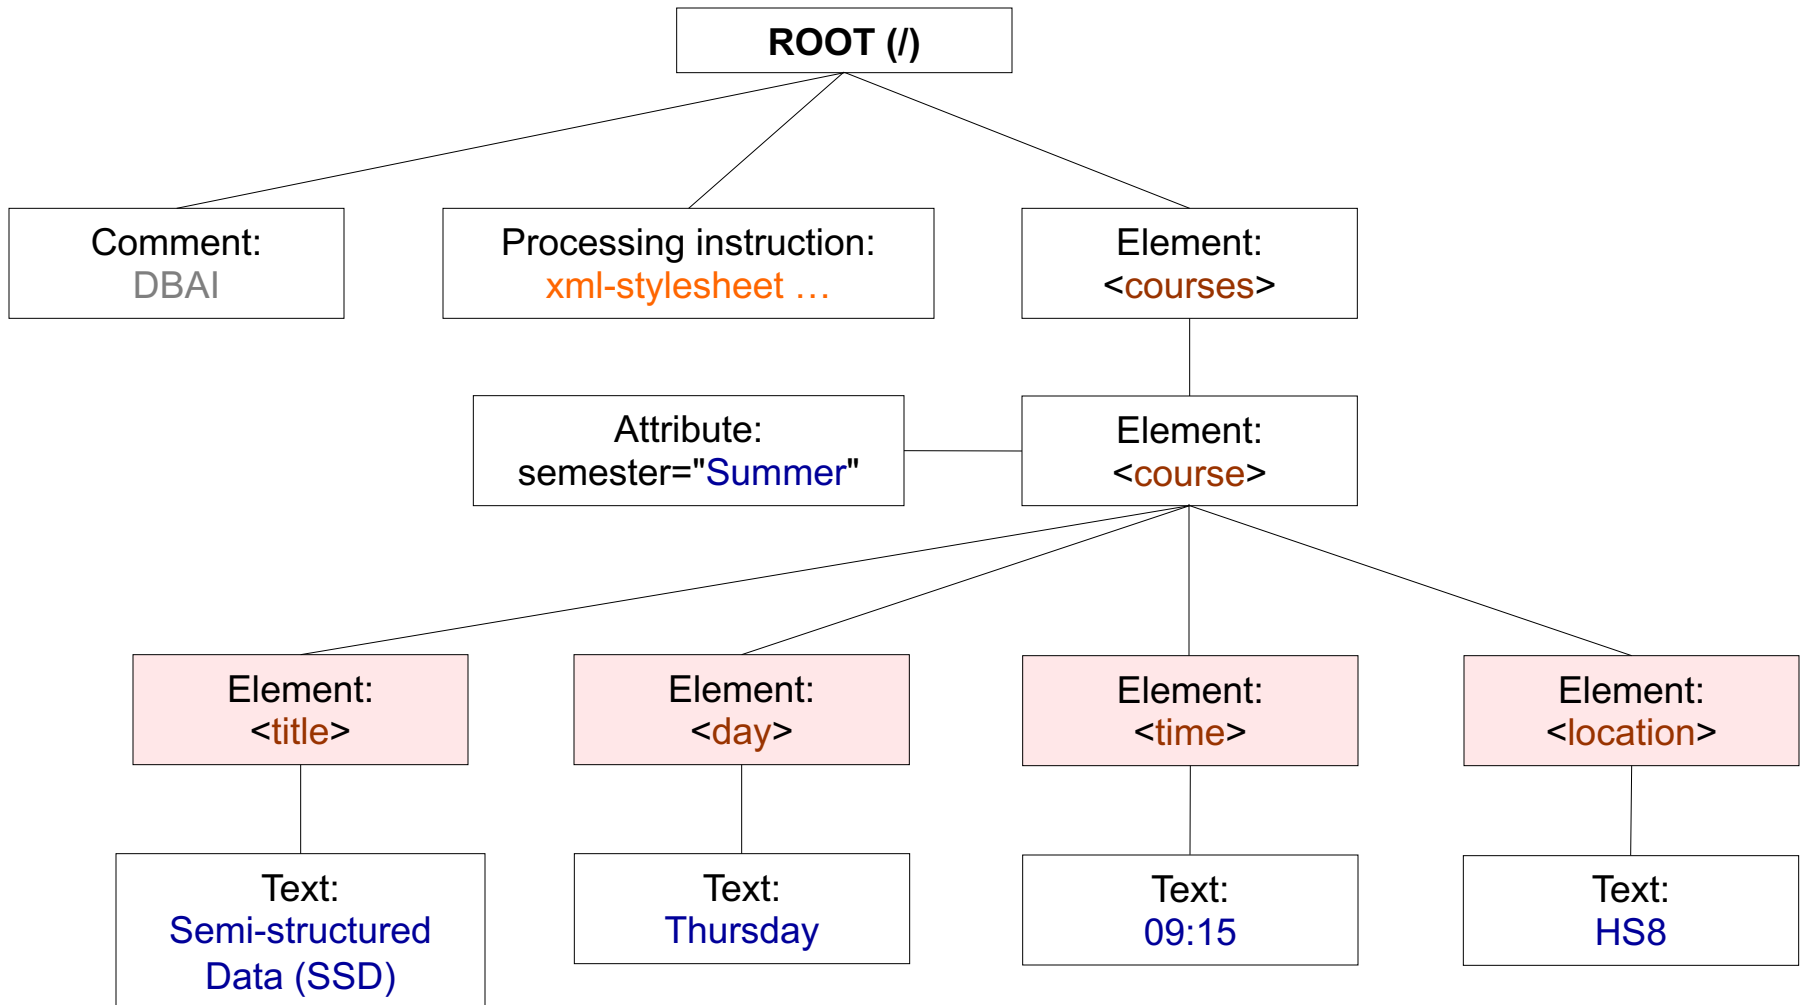 ROOT (/)
Comment:
DBAI
Processing instruction:
xml-stylesheet …
Element:
<courses>
Attribute:
semester="Summer"
Element:
<course>
Element:
<title>
Element:
<day>
Element:
<time>
Element:
<location>
Text:
Semi-structured
Data (SSD)
Text:
Thursday
Text:
09:15
Text:
HS8